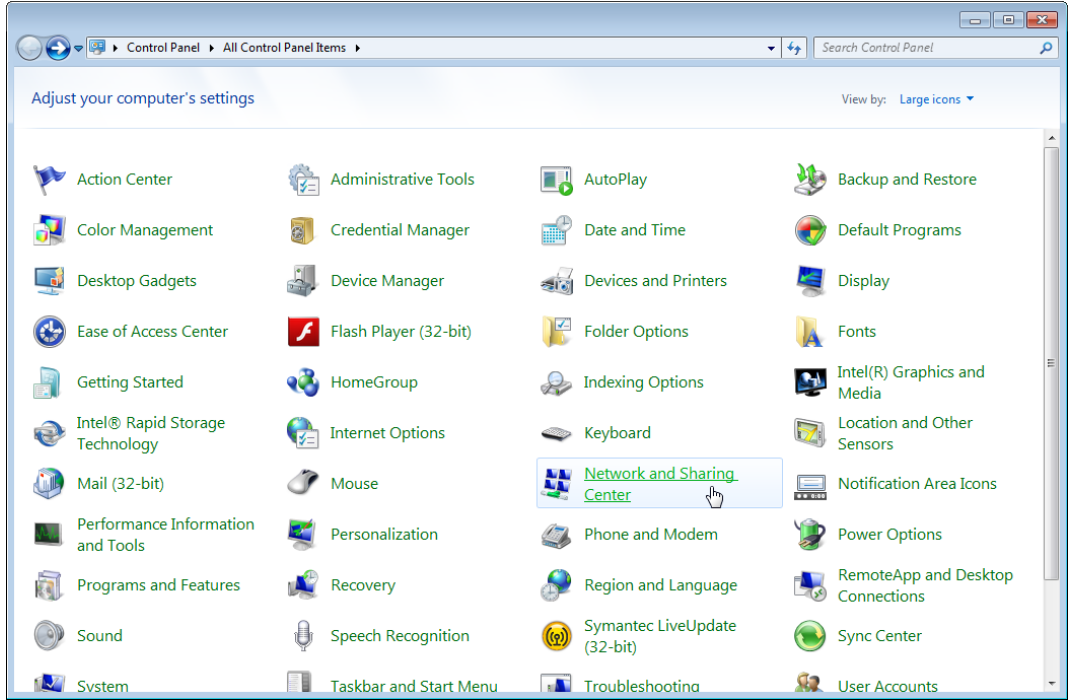 Control Panel All Control Panel Items Search Control Panel
Adjust your computer's settings View by: Large icons
Action Center Administrative Tools AutoPlay Backup and Restore
Color Management Credential Manager Date and Time Default Programs
Desktop Gadgets Device Manager Devices and Printers Display
Ease of Access Center Flash Player (32-bit) Folder Options Fonts
Getting Started HomeGroup Indexing Options Intel(R) Graphics and
Media
Intel® Rapid Storage Internet Options Keyboard Location and Other
Technology Sensors
Mail (32-bit) Mouse Network and Sharing Notification Area Icons
Center
Performance Information Personalization Phone and Modem Power Options
and Tools
Programs and Features Recovery Region and Language RemoteApp and Desktop
Connections
Sound Speech Recognition Symantec LiveUpdate Sync Center
(32-bit)
System Taskbar and Start Menu Troubleshooting User Accounts